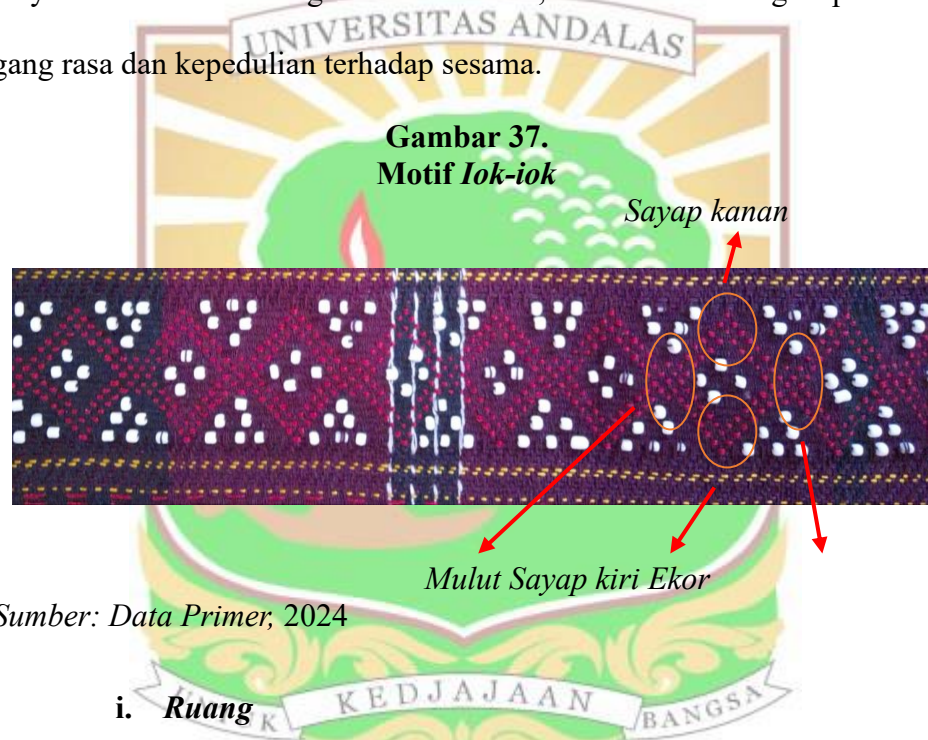 UNIVERSITAS ANDALAS
gang rasa dan kepedulian terhadap sesama.
Gambar 37.
Motif Iok-iok
Sayap kanan
Mulut Sayap kiri Ekor
Sumber: Data Primer, 2024
i. Ruang
UNTUK KEDJAJAAN BANGSA